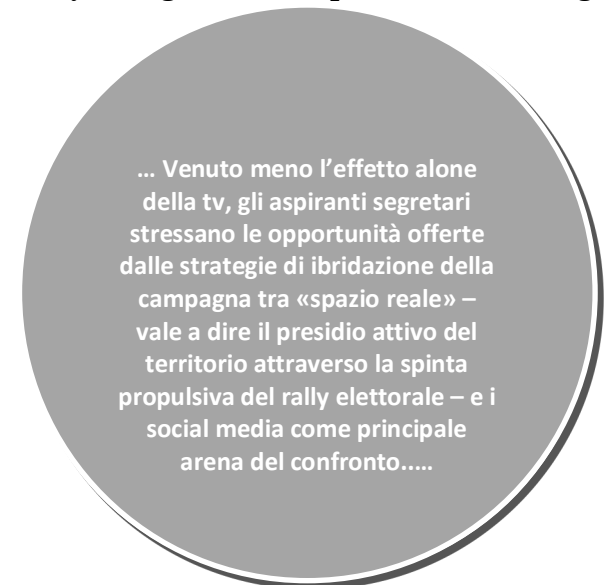 … Venuto meno l’effetto alone
della tv, gli aspiranti segretari
stressano le opportunità offerte
dalle strategie di ibridazione della
campagna tra «spazio reale» –
vale a dire il presidio attivo del
territorio attraverso la spinta
propulsiva del rally elettorale – e i
social media come principale
arena del confronto.....